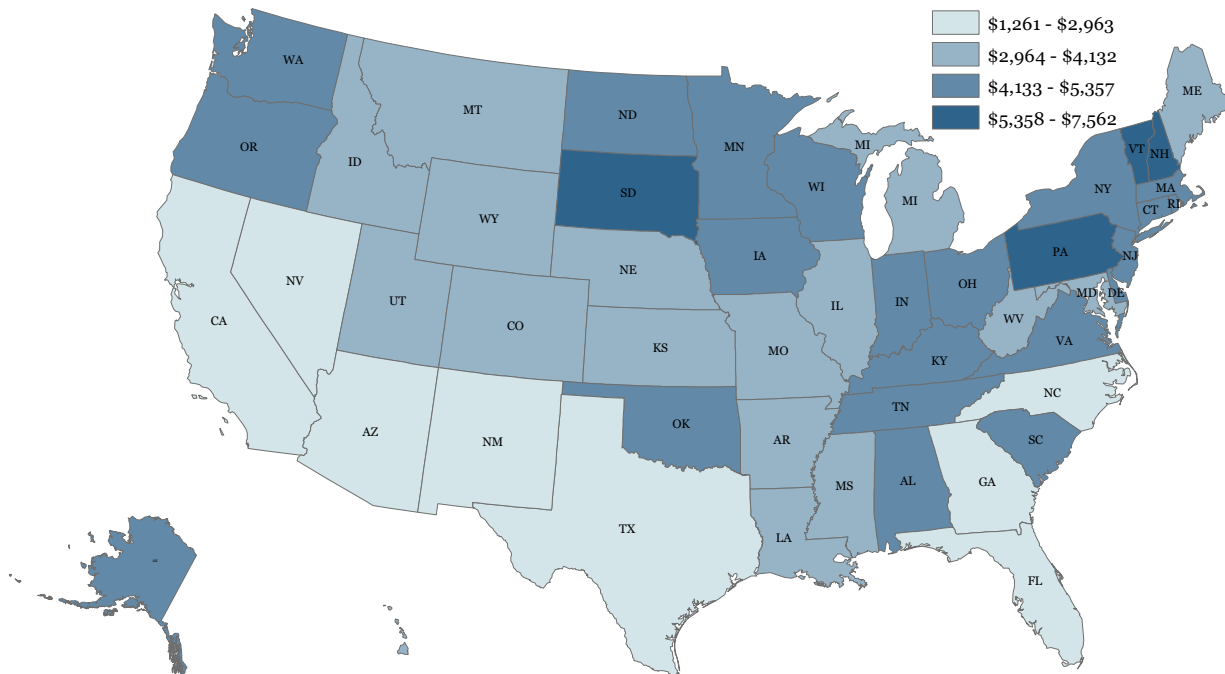 $1,261 - $2,963
$2,964 - $4,132
$4,133 - $5,357
$5,358 - $7,562
WA
OR
CA
NV
ID
MT
WY
UT
AZ
CO
NM
ND
SD
NE
KS
OK
TX
MN
IA
MO
AR
LA
WI
IL
MI
MI
IN
OH
KY
TN
MS
AL
GA
FL
SC
NC
VA
WV
MD
DE
PA
NJ
NY
CT
RI
MA
VT
NH
ME